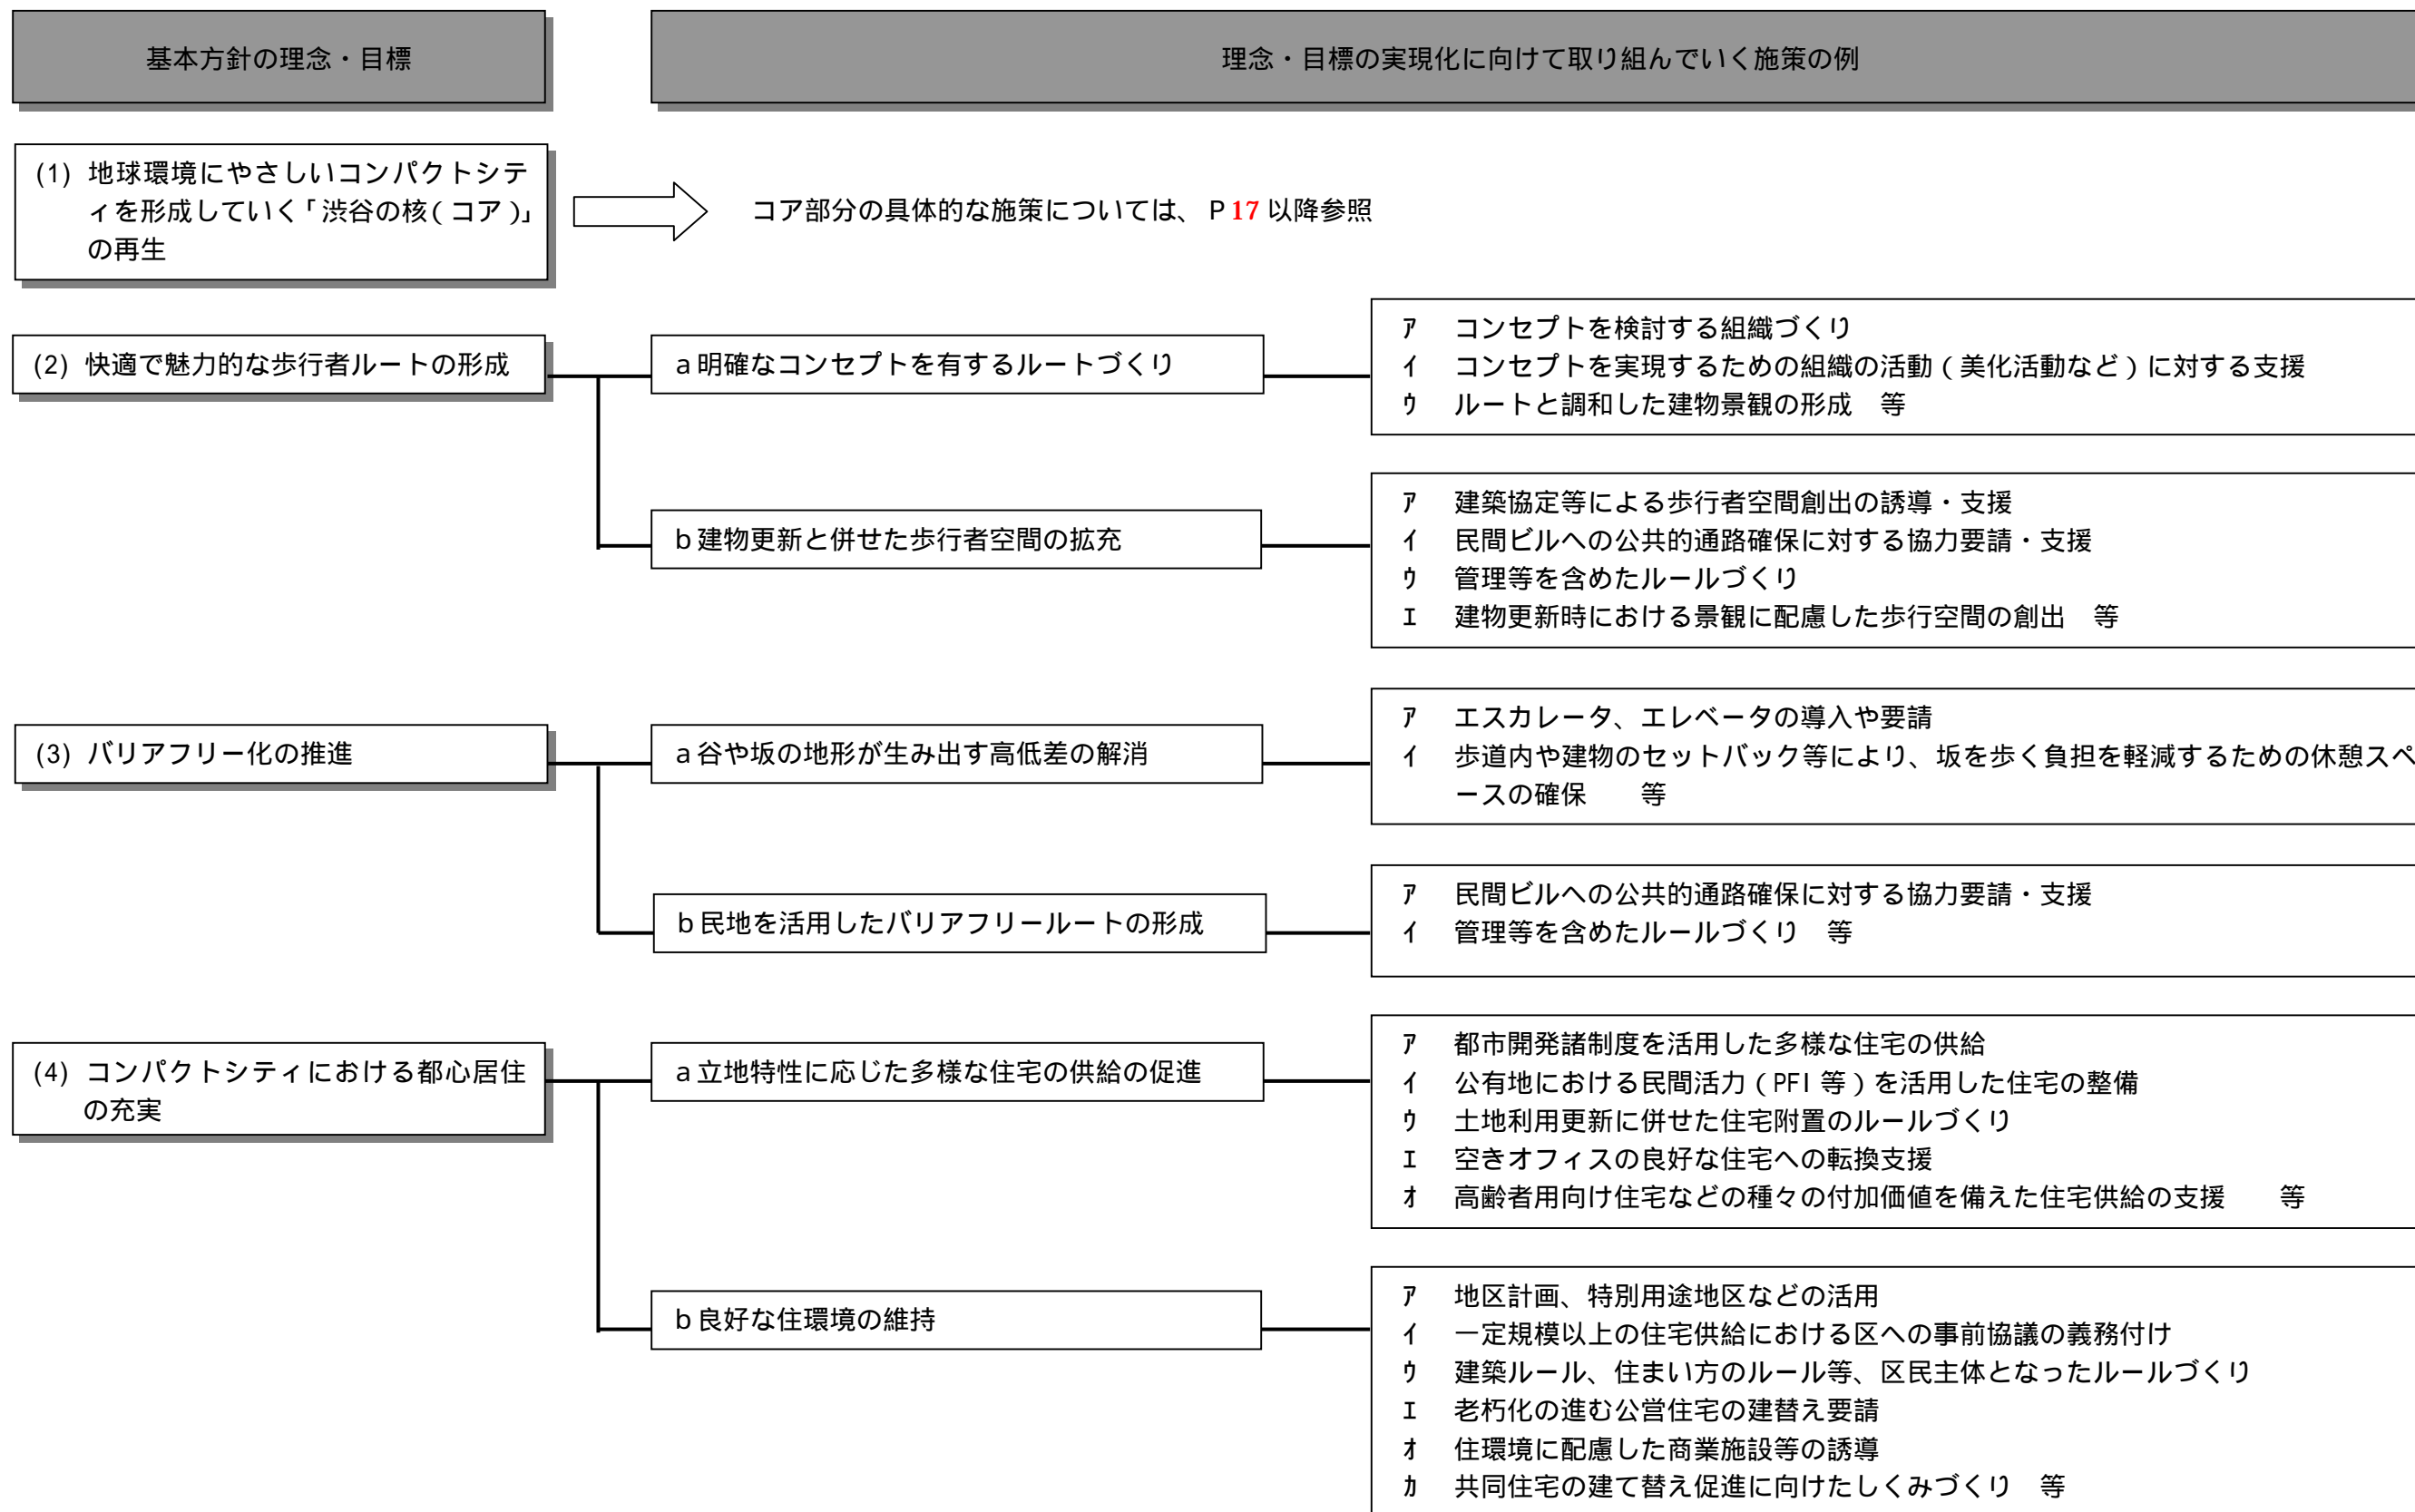 基本方針の理念・目標
理念・目標の実現化に向けて取り組んでいく施策の例
(1) 地球環境にやさしいコンパクトシテ
ィを形成していく「渋谷の核(コア)」
の再生
コア部分の具体的な施策については、P17以降参照
(2) 快適で魅力的な歩行者ルートの形成
a明確なコンセプトを有するルートづくり
ア コンセプトを検討する組織づくり
イ コンセプトを実現するための組織の活動(美化活動など)に対する支援
ウ ルートと調和した建物景観の形成 等
b建物更新と併せた歩行者空間の拡充
ア 建築協定等による歩行者空間創出の誘導・支援
イ 民間ビルへの公共的通路確保に対する協力要請・支援
ウ 管理等を含めたルールづくり
エ 建物更新時における景観に配慮した歩行空間の創出 等
(3) バリアフリー化の推進
a谷や坂の地形が生み出す高低差の解消
ア エスカレータ、エレベータの導入や要請
イ 歩道内や建物のセットバック等により、坂を歩く負担を軽減するための休憩スペ
ースの確保 等
b民地を活用したバリアフリールートの形成
ア 民間ビルへの公共的通路確保に対する協力要請・支援
イ 管理等を含めたルールづくり 等
(4) コンパクトシティにおける都心居住
の充実
a立地特性に応じた多様な住宅の供給の促進
ア 都市開発諸制度を活用した多様な住宅の供給
イ 公有地における民間活力(PFI等)を活用した住宅の整備
ウ 土地利用更新に併せた住宅附置のルールづくり
エ 空きオフィスの良好な住宅への転換支援
オ 高齢者用向け住宅などの種々の付加価値を備えた住宅供給の支援 等
b良好な住環境の維持
ア 地区計画、特別用途地区などの活用
イ 一定規模以上の住宅供給における区への事前協議の義務付け
ウ 建築ルール、住まい方のルール等、区民主体となったルールづくり
エ 老朽化の進む公営住宅の建替え要請
オ 住環境に配慮した商業施設等の誘導
カ 共同住宅の建て替え促進に向けたしくみづくり 等